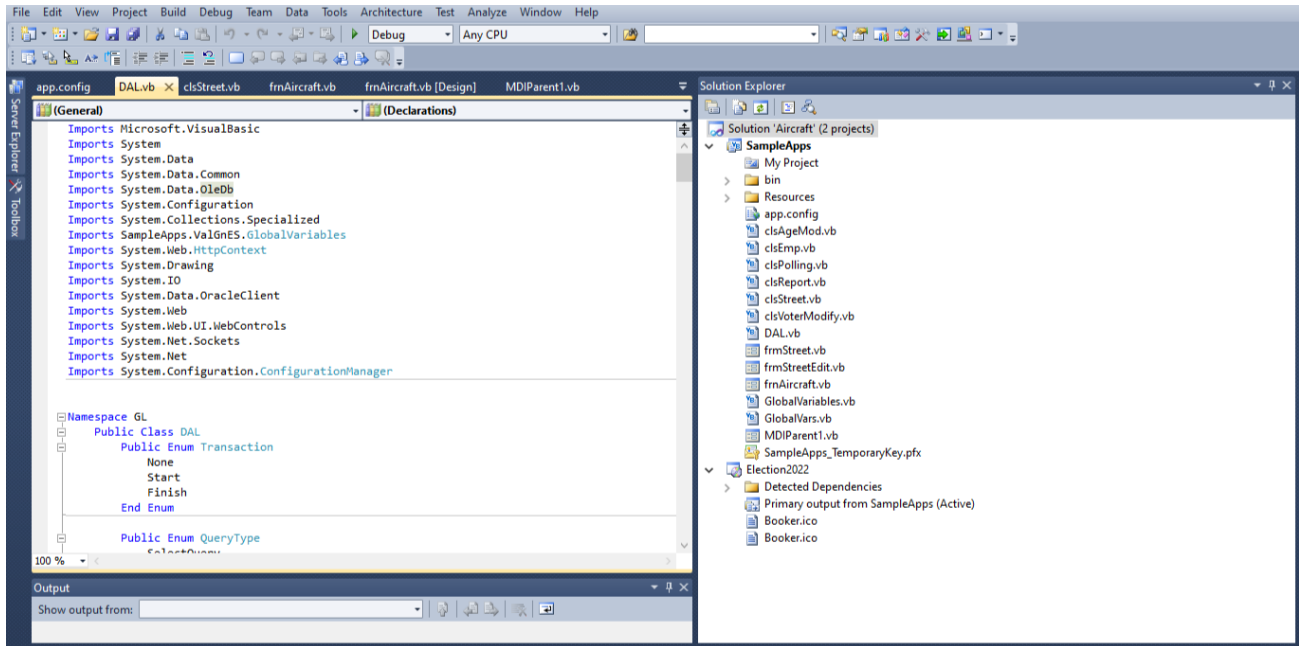 File Edit View Project Build Debug Team Data Tools Architecture Test Analyze Window Help
Debug Any CPU
app.config DAL.vb clsStreet.vb frnAircraft.vb frnAircraft.vb [Design] MDIParent1.vb
(General) (Declarations)
Server Explorer
Toolbox
Imports Microsoft.VisualBasic
Imports System
Imports System.Data
Imports System.Data.Common
Imports System.Data.OleDb
Imports System.Configuration
Imports System.Collections.Specialized
Imports SampleApps.ValGnES.GlobalVariables
Imports System.Web.HttpContext
Imports System.Drawing
Imports System.IO
Imports System.Data.OracleClient
Imports System.Web
Imports System.Web.UI.WebControls
Imports System.Net.Sockets
Imports System.Net
Imports System.Configuration.ConfigurationManager
Namespace GL
Public Class DAL
Public Enum Transaction
None
Start
Finish
End Enum
Public Enum QueryType
SelectQuery
100 %
Output
Show output from:
Solution Explorer
Solution 'Aircraft' (2 projects)
SampleApps
My Project
bin
Resources
app.config
clsAgeMod.vb
clsEmp.vb
clsPolling.vb
clsReport.vb
clsStreet.vb
clsVoterModify.vb
DAL.vb
frmStreet.vb
frmStreetEdit.vb
frnAircraft.vb
GlobalVariables.vb
GlobalVars.vb
MDIParent1.vb
SampleApps_TemporaryKey.pfx
Election2022
Detected Dependencies
Primary output from SampleApps (Active)
Booker.ico
Booker.ico